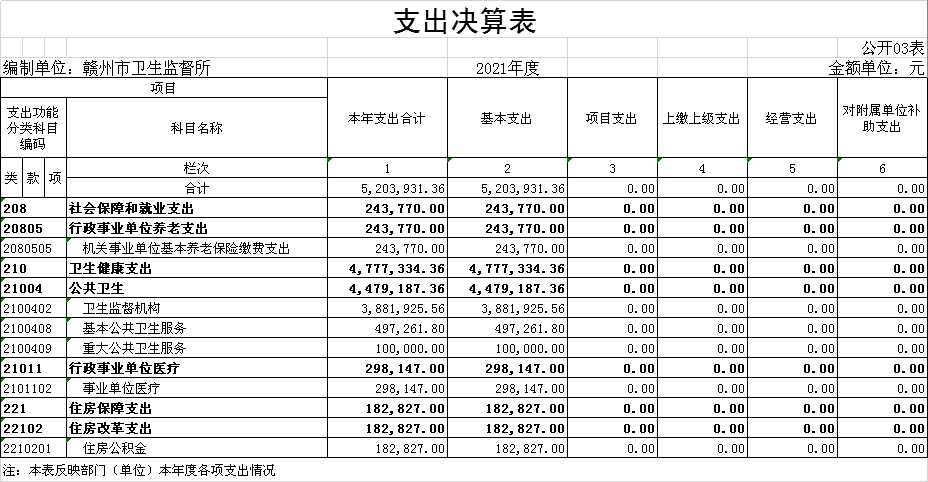 支出决算表
公开03表
编制单位：赣州市卫生监督所 2021年度 金额单位：元
项目 本年支出合计 基本支出 项目支出 上缴上级支出 经营支出 对附属单位补助支出
支出功能分类科目编码 科目名称
类 款 项 栏次 1 2 3 4 5 6
合计 5,203,931.36 5,203,931.36 0.00 0.00 0.00 0.00
208 社会保障和就业支出 243,770.00 243,770.00 0.00 0.00 0.00 0.00
20805 行政事业单位养老支出 243,770.00 243,770.00 0.00 0.00 0.00 0.00
2080505 机关事业单位基本养老保险缴费支出 243,770.00 243,770.00 0.00 0.00 0.00 0.00
210 卫生健康支出 4,777,334.36 4,777,334.36 0.00 0.00 0.00 0.00
21004 公共卫生 4,479,187.36 4,479,187.36 0.00 0.00 0.00 0.00
2100402 卫生监督机构 3,881,925.56 3,881,925.56 0.00 0.00 0.00 0.00
2100408 基本公共卫生服务 497,261.80 497,261.80 0.00 0.00 0.00 0.00
2100409 重大公共卫生服务 100,000.00 100,000.00 0.00 0.00 0.00 0.00
21011 行政事业单位医疗 298,147.00 298,147.00 0.00 0.00 0.00 0.00
2101102 事业单位医疗 298,147.00 298,147.00 0.00 0.00 0.00 0.00
221 住房保障支出 182,827.00 182,827.00 0.00 0.00 0.00 0.00
22102 住房改革支出 182,827.00 182,827.00 0.00 0.00 0.00 0.00
2210201 住房公积金 182,827.00 182,827.00 0.00 0.00 0.00 0.00
注：本表反映部门（单位）本年度各项支出情况